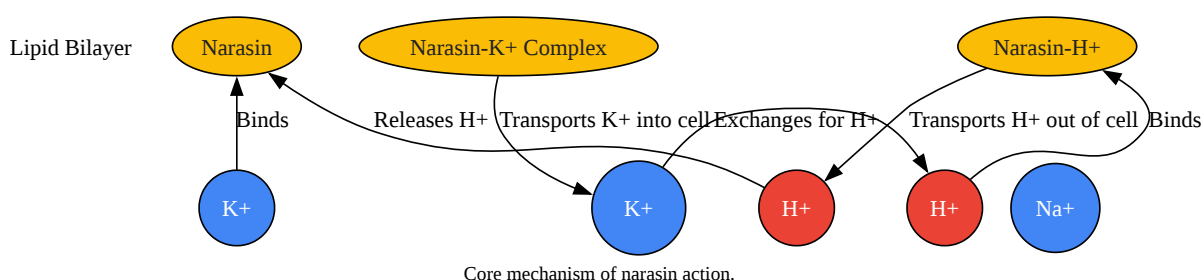 Lipid Bilayer
Narasin
Narasin-K+ Complex
Narasin-H+
Binds
Releases H+
Transports K+ into cell
Exchanges for H+
Transports H+ out of cell
Binds
K+
K+
H+
H+
Na+
Core mechanism of narasin action.